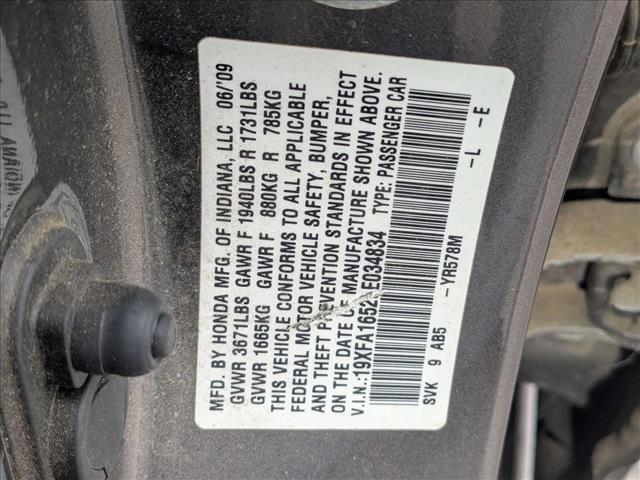 MFD. BY HONDA MFG. OF INDIANA, LLC 06/'09
GVWR 3671LBS GAWR F 1940LBS R 1731LBS
GVWR 1665KG GAWR F 880KG R 785KG
THIS VEHICLE CONFORMS TO ALL APPLICABLE
FEDERAL MOTOR VEHICLE SAFETY, BUMPER,
AND THEFT PREVENTION STANDARDS IN EFFECT
ON THE DATE OF MANUFACTURE SHOWN ABOVE.
V.I.N.: 19XFA1652 E034834 TYPE: PASSENGER CAR
SVK 9 AB5 -YR578M -L -E